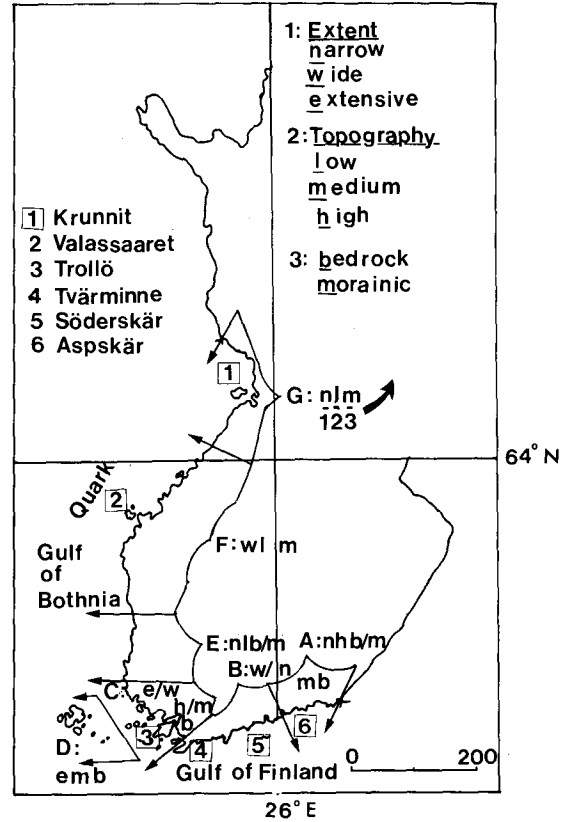 1: Extent
narrow
wide
extensive
2: Topography
low
medium
high
3: bedrock
morainic
1 Krunnit
2 Valassaaret
3 Trollö
4 Tvärminne
5 Söderskär
6 Aspskär
1
G: nlm
123
64° N
Quark
2
F: wl m
Gulf
of
Bothnia
E: nlb/m
A: nhb/m
B: w/n
mb
C: e/w
h/m
b
3
D:
emb
4
5
6
Gulf of Finland
0 200
26° E